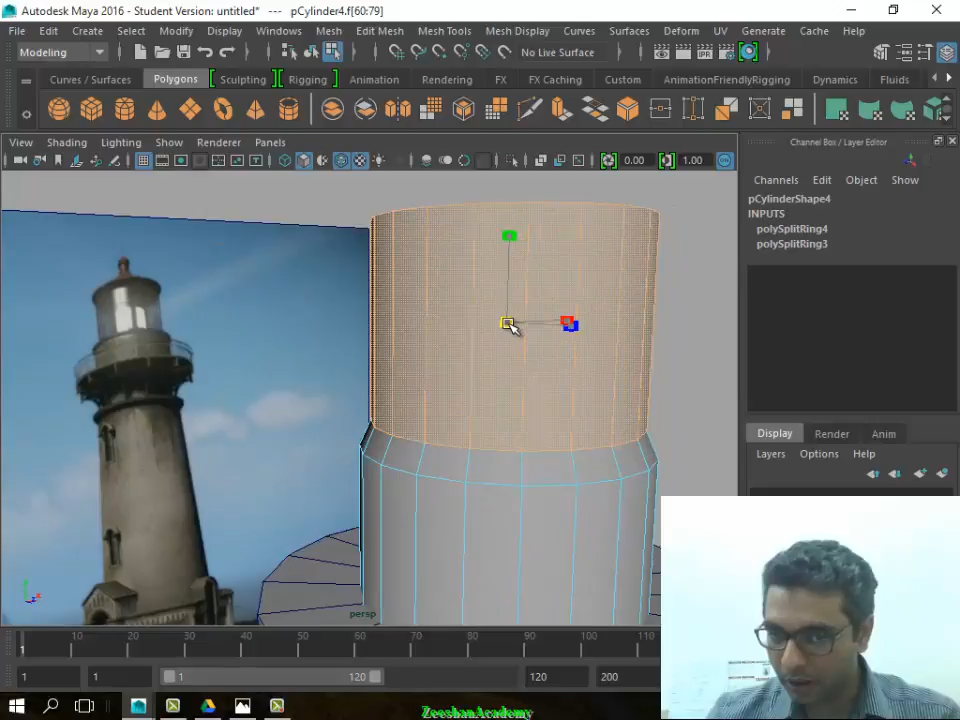 Autodesk Maya 2016 - Student Version: untitled* --- pCylinder4.f[60:79]
File Edit Create Select Modify Display Windows Mesh Edit Mesh Mesh Tools Mesh Display Curves Surfaces Deform UV Generate Cache Help
Modeling No Live Surface
Curves / Surfaces Polygons Sculpting Rigging Animation Rendering FX FX Caching Custom AnimationFriendlyRigging Dynamics Fluids
View Shading Lighting Show Renderer Panels
Channel Box / Layer Editor
0.00 1.00
Channels Edit Object Show
pCylinderShape4
INPUTS
polySplitRing4
polySplitRing3
Display Render Anim
Layers Options Help
persp
1 10 20 30 40 50 60 70 80 90 100 110
1 1 1 120 120 200
ZeeshanAcademy